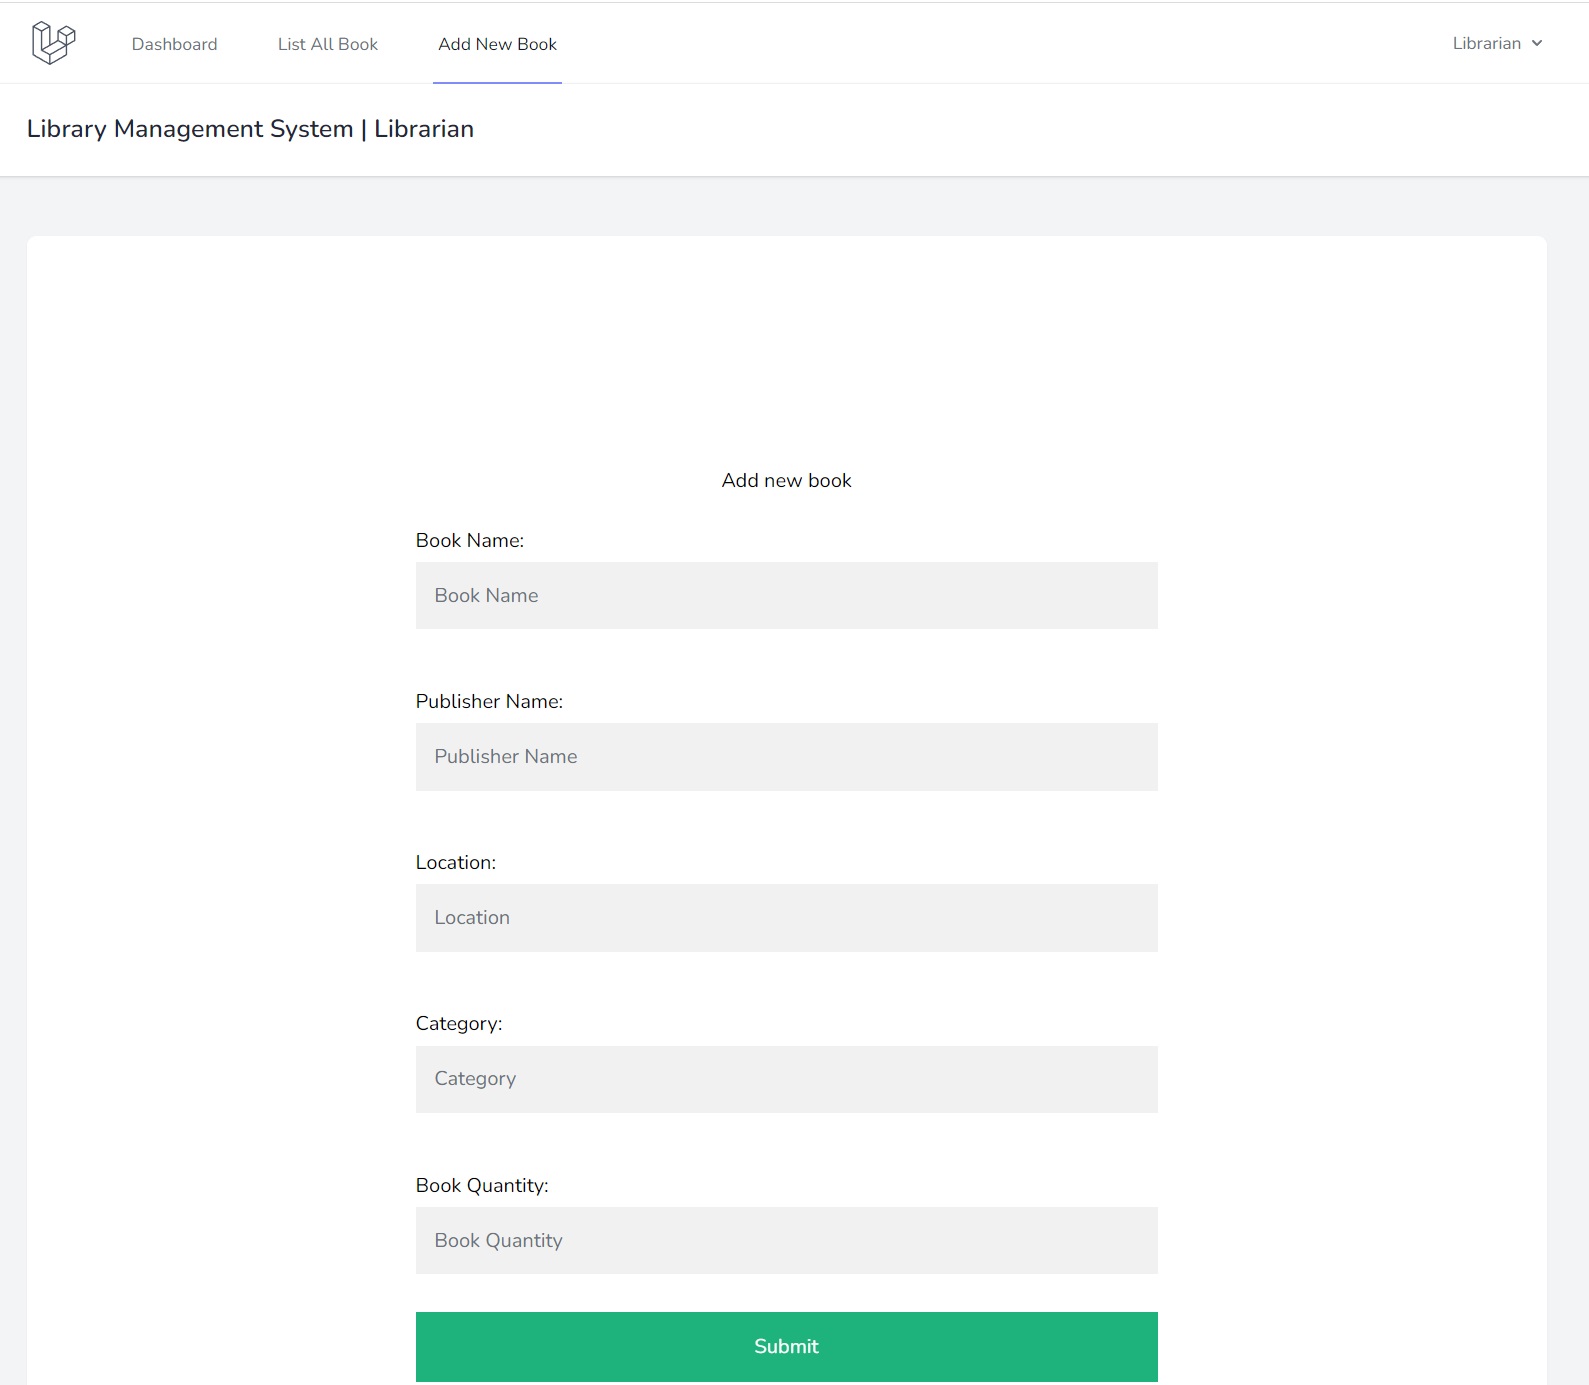 Dashboard List All Book Add New Book Librarian
Library Management System | Librarian
Add new book
Book Name:
Book Name
Publisher Name:
Publisher Name
Location:
Location
Category:
Category
Book Quantity:
Book Quantity
Submit